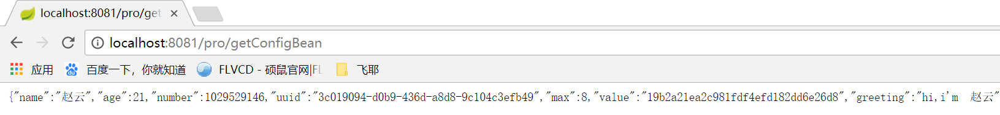 localhost:8081/pro/get
localhost:8081/pro/getConfigBean
应用 百度一下，你就知道 FLVCD - 硕鼠官网|FL 飞耶
{"name":"赵云","age":21,"number":1029529146,"uuid":"3c019094-d0b9-436d-a8d8-9c104c3efb49","max":8,"value":"19b2a21ea2c981fdf4efd182dd6e26d8","greeting":"hi,i'm  赵云"